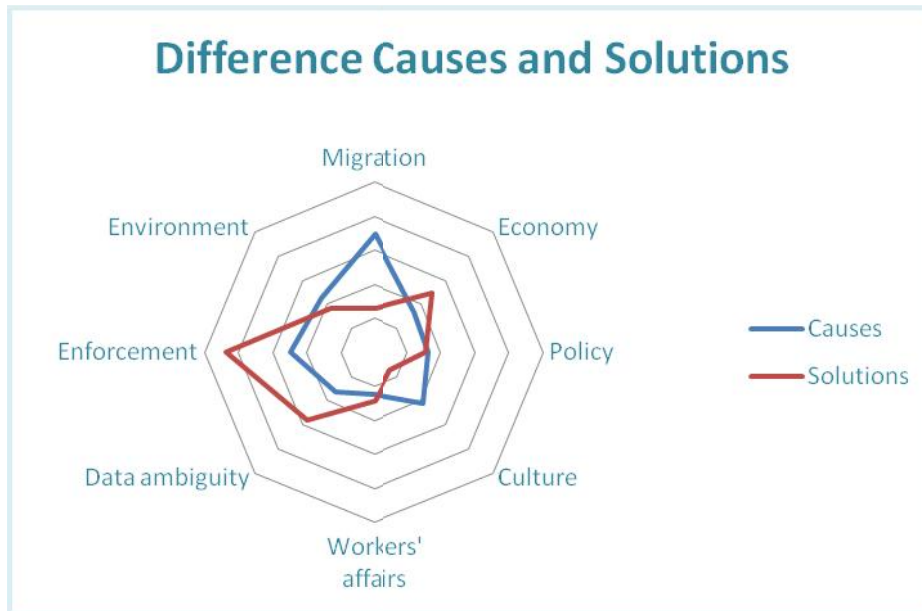 Difference Causes and Solutions
Migration
Environment
Economy
Enforcement
Policy
Causes
Solutions
Data ambiguity
Culture
Workers'
affairs